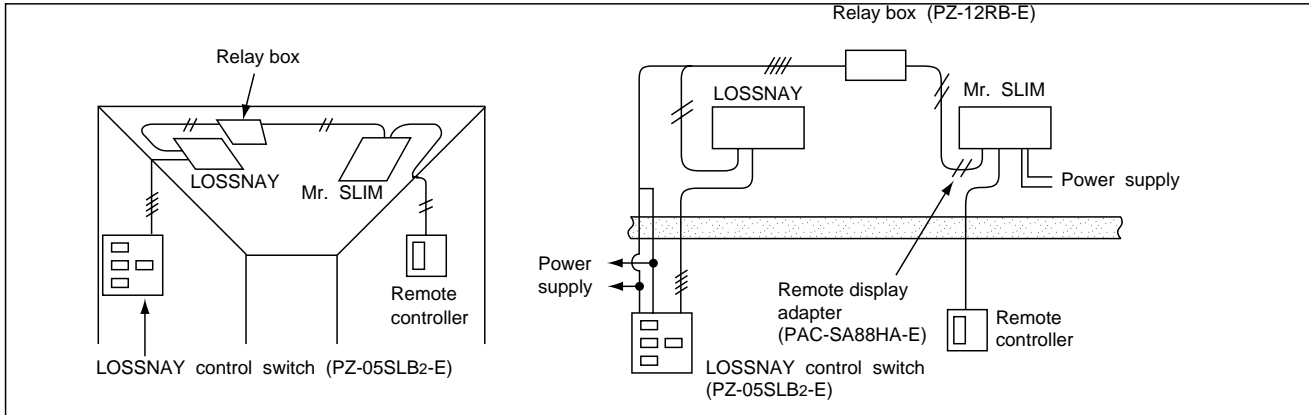 Relay box
LOSSNAY
Mr. SLIM
Remote
controller
LOSSNAY control switch (PZ-05SLB2-E)
Relay box (PZ-12RB-E)
LOSSNAY
Mr. SLIM
Power supply
Power
supply
Remote display
adapter
(PAC-SA88HA-E)
Remote
controller
LOSSNAY control switch
(PZ-05SLB2-E)